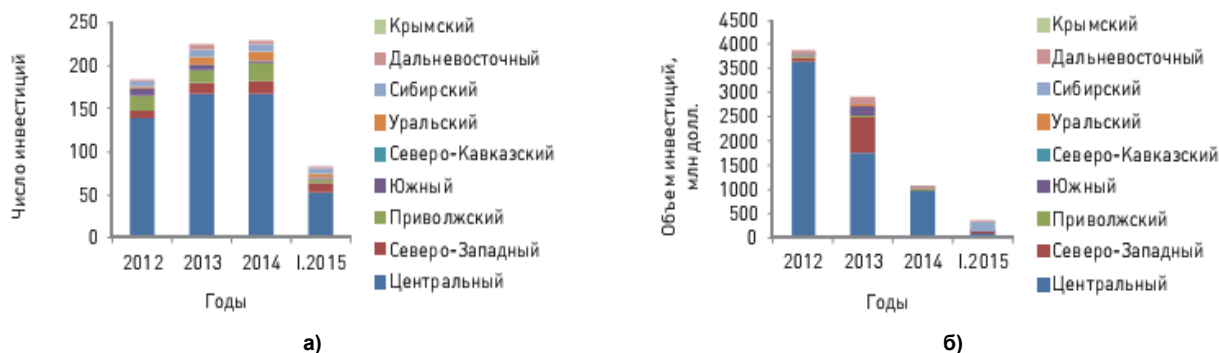 Число инвестиций
250
200
150
100
50
0
2012
2013
2014
I.2015
Годы
Крымский
Дальневосточный
Сибирский
Уральский
Северо-Кавказский
Южный
Приволжский
Северо-Западный
Центральный
а)
Объем инвестиций,
млн долл.
4500
4000
3500
3000
2500
2000
1500
1000
500
0
2012
2013
2014
I.2015
Годы
Крымский
Дальневосточный
Сибирский
Уральский
Северо-Кавказский
Южный
Приволжский
Северо-Западный
Центральный
б)